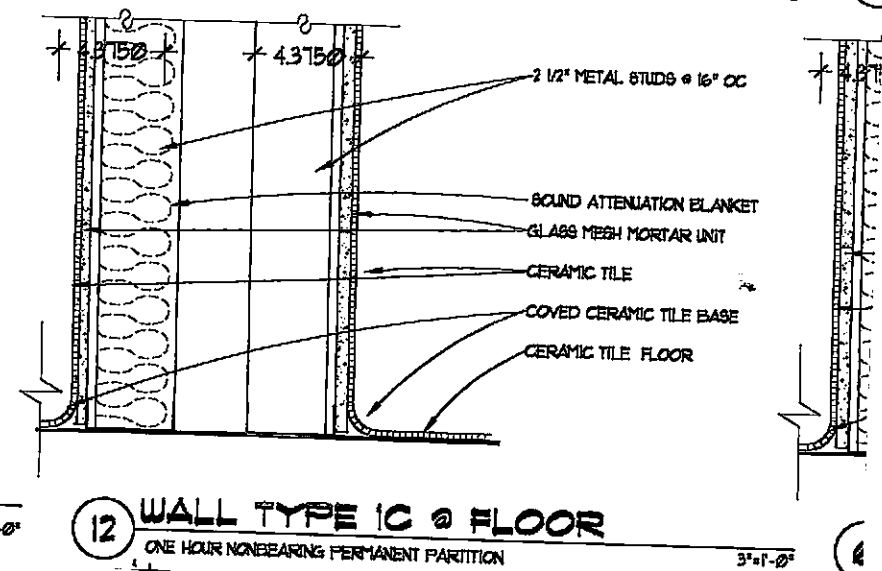 4.3750
4.3750
2 1/2" METAL STUDS @ 16" OC
SOUND ATTENUATION BLANKET
GLASS MESH MORTAR UNIT
CERAMIC TILE
COVED CERAMIC TILE BASE
CERAMIC TILE FLOOR
12
WALL TYPE 1C @ FLOOR
ONE HOUR NONBEARING PERMANENT PARTITION
3"=1'-0"
-0"